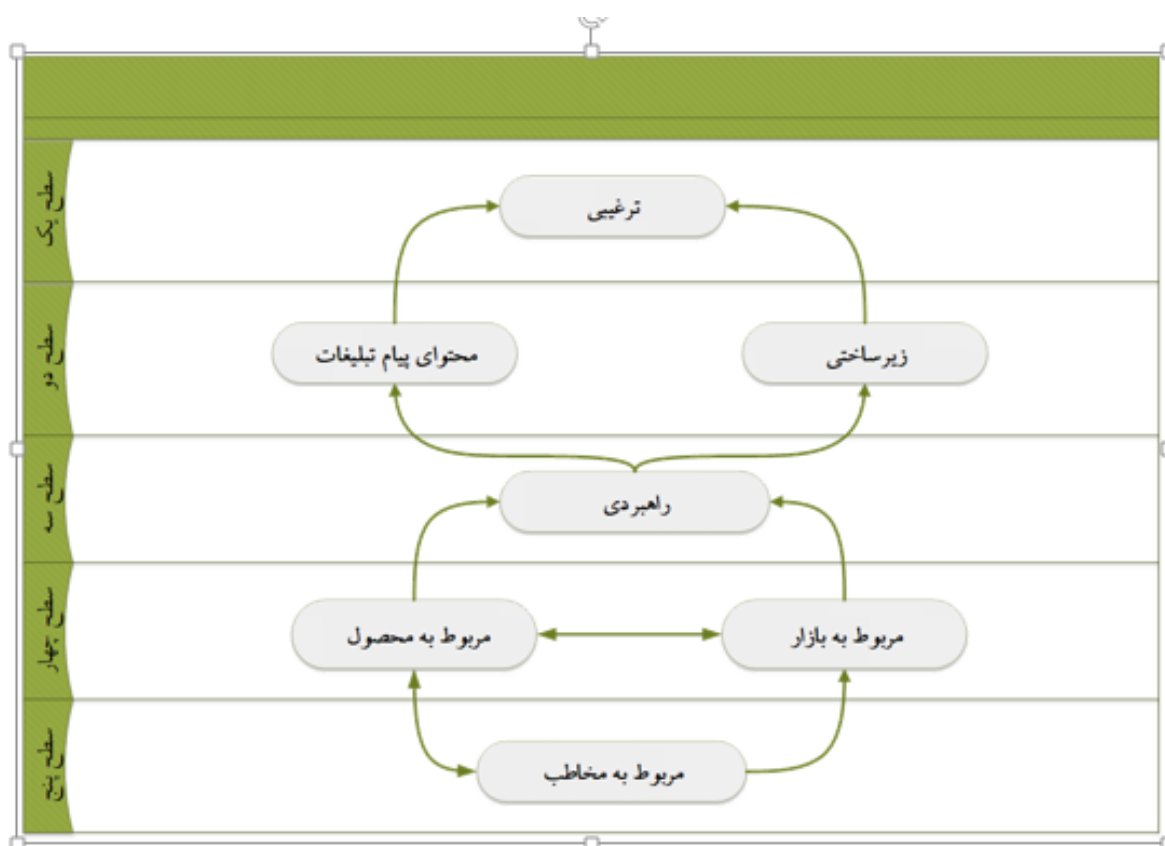 سطح یک
ترغیبی
سطح دو
زیرساختی
محتوای پیام تبلیغات
سطح سه
راهبردی
سطح چهار
مربوط به بازار
مربوط به محصول
سطح پنج
مربوط به مخاطب